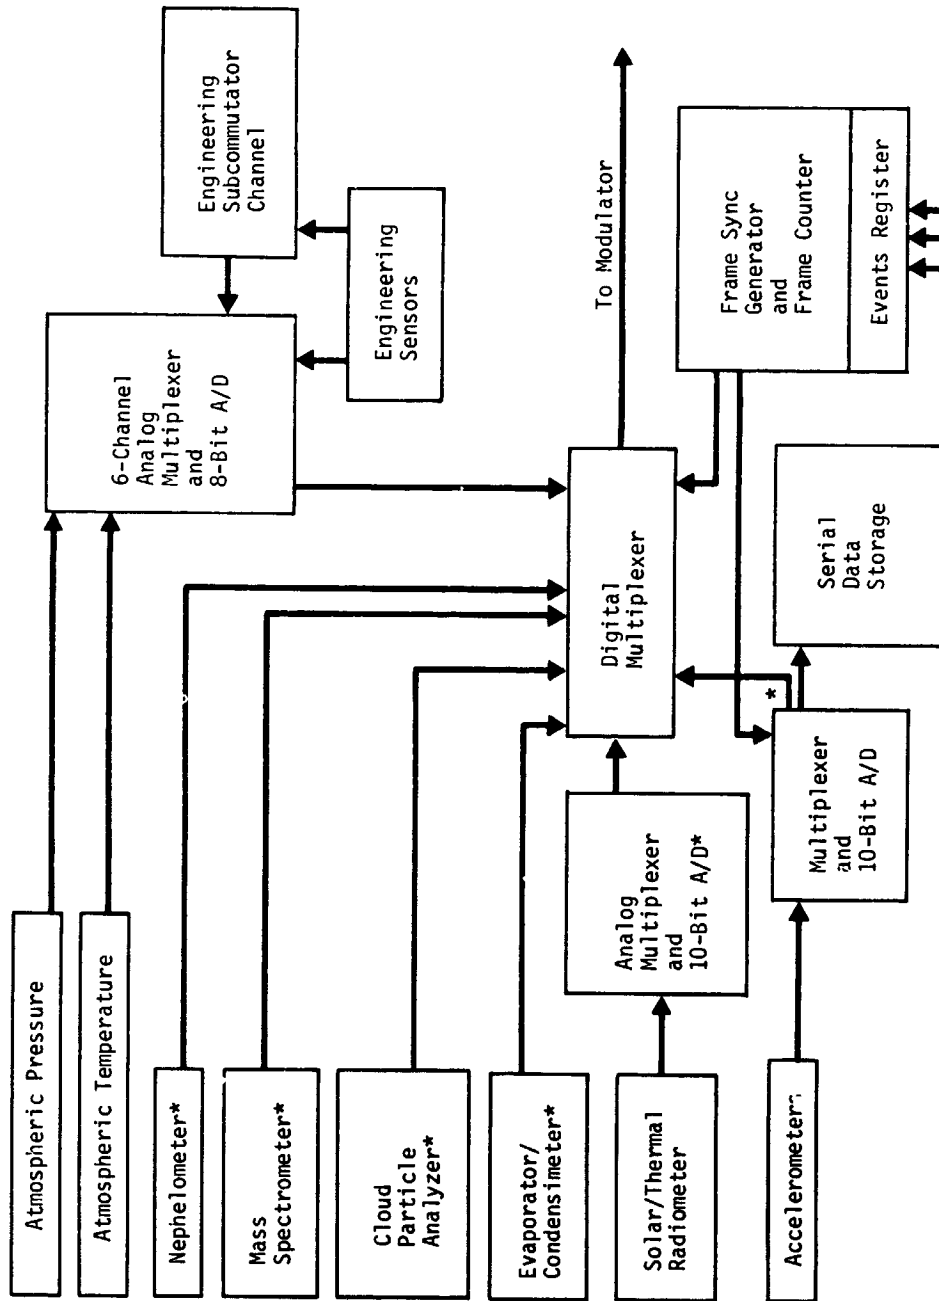 Atmospheric Pressure
Atmospheric Temperature
Nephelometer*
Mass
Spectrometer*
Cloud
Particle
Analyzer*
Evaporator/
Condensimeter*
Solar/Thermal
Radiometer
Accelerometers
6-Channel
Analog
Multiplexer
and
8-Bit A/D
Engineering
Subcommutator
Channel
Engineering
Sensors
Digital
Multiplexer
To Modulator
Analog
Multiplexer
and
10-Bit A/D*
*
Multiplexer
and
10-Bit A/D
Serial
Data
Storage
Frame Sync
Generator
and
Frame Counter
Events Register